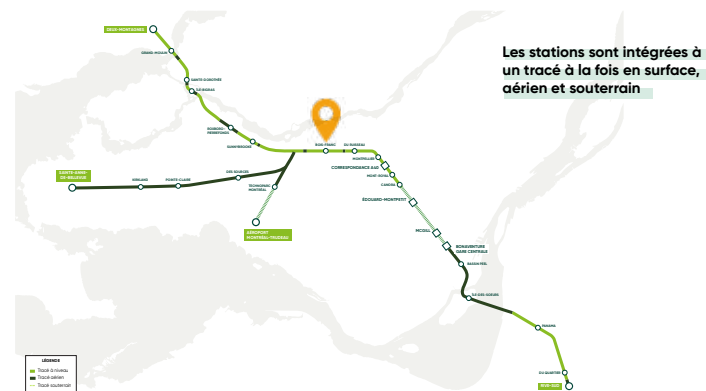 DEUX-MONTAGNES
GRAND-MOULIN
SAINTE-DOROTHÉE
ÎLE-BIGRAS
PIERREFONDS
SUNNYBROOKE
BOIS-FRANC
DU RUISSEAU
MONTPELLIER
CORRESPONDANCE A40
MONT-ROYAL
CANORA
ÉDOUARD-MONTPETIT
MCGILL
BONAVENTURE
GARE CENTRALE
BASSIN PEEL
ÎLE-DES-SOEURS
PANAMA
DU QUARTIER
RIVE-SUD
SAINTE-ANNE-
DE-BELLEVUE
KIRKLAND
POINTE-CLAIRE
DES SOURCES
TECHNOPARC
MONTRÉAL
AÉROPORT
MONTRÉAL-TRUDEAU
Les stations sont intégrées à
un tracé à la fois en surface,
aérien et souterrain
LÉGENDE
Tracé à niveau
Tracé aérien
Tracé souterrain